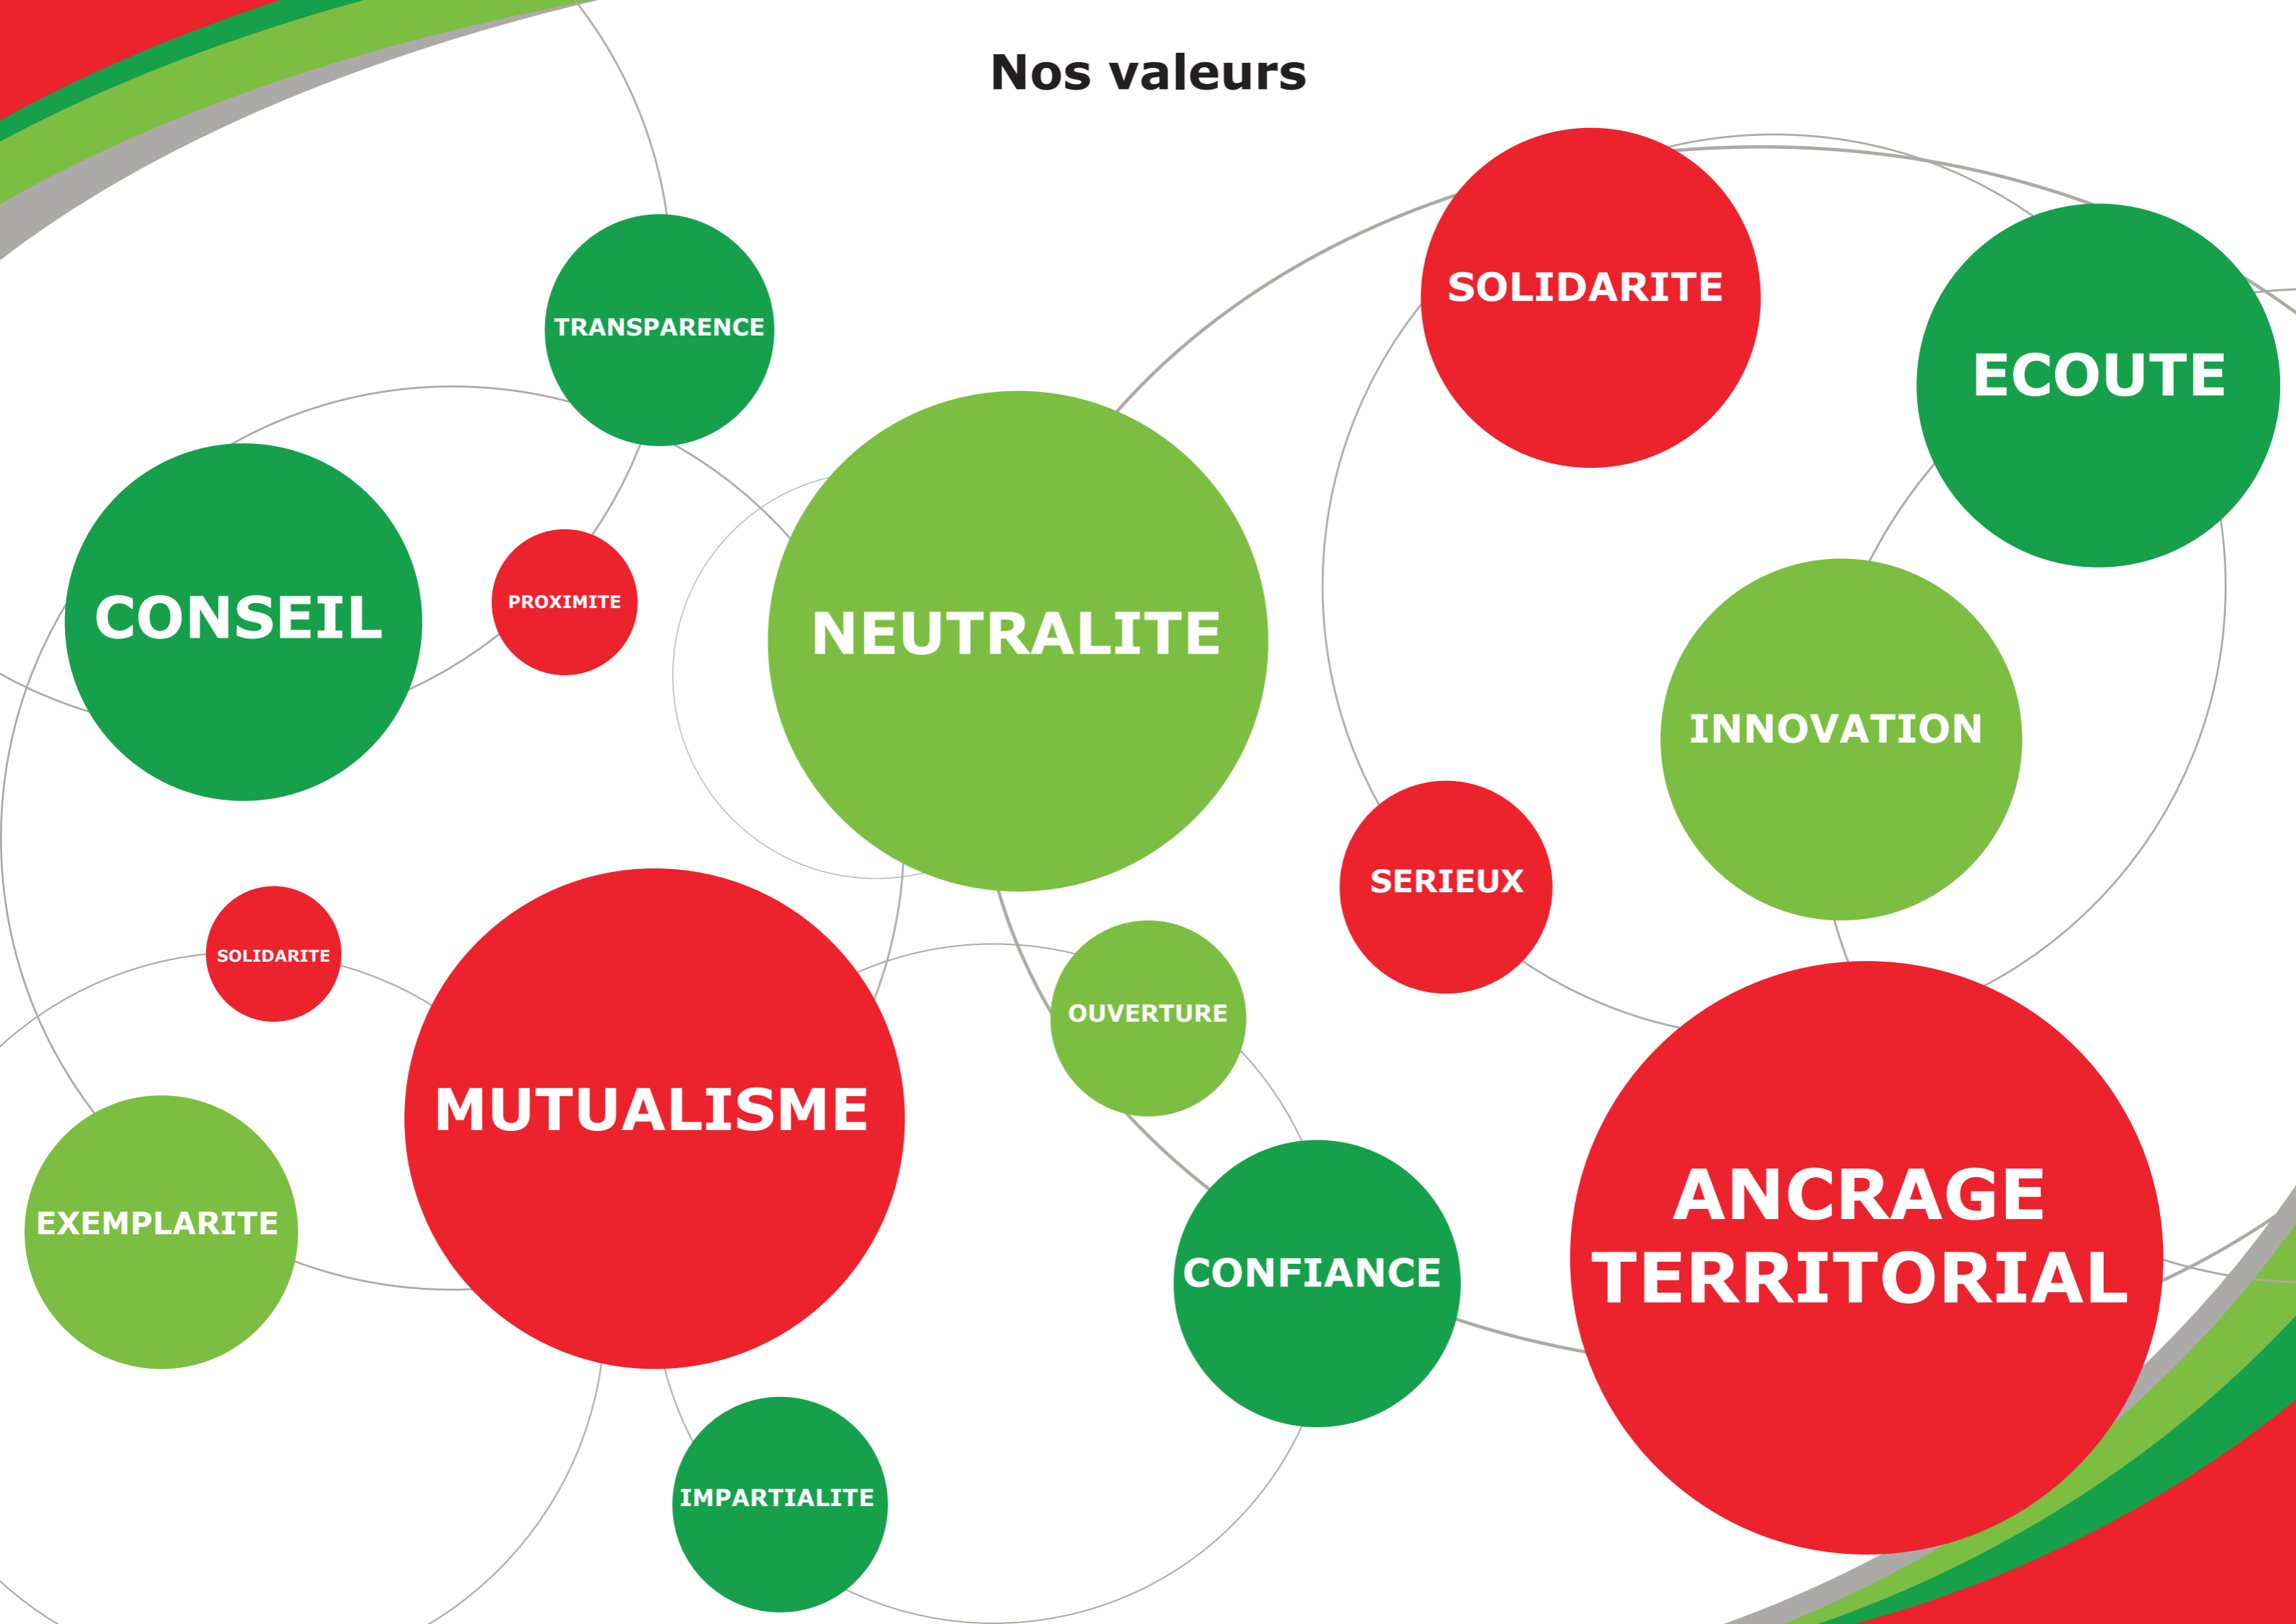 Nos valeurs
SOLIDARITE
TRANSPARENCE
ECOUTE
PROXIMITE
CONSEIL
NEUTRALITE
INNOVATION
SERIEUX
SOLIDARITE
OUVERTURE
MUTUALISME
EXEMPLARITE
ANCRAGE
TERRITORIAL
CONFIANCE
IMPARTIALITE